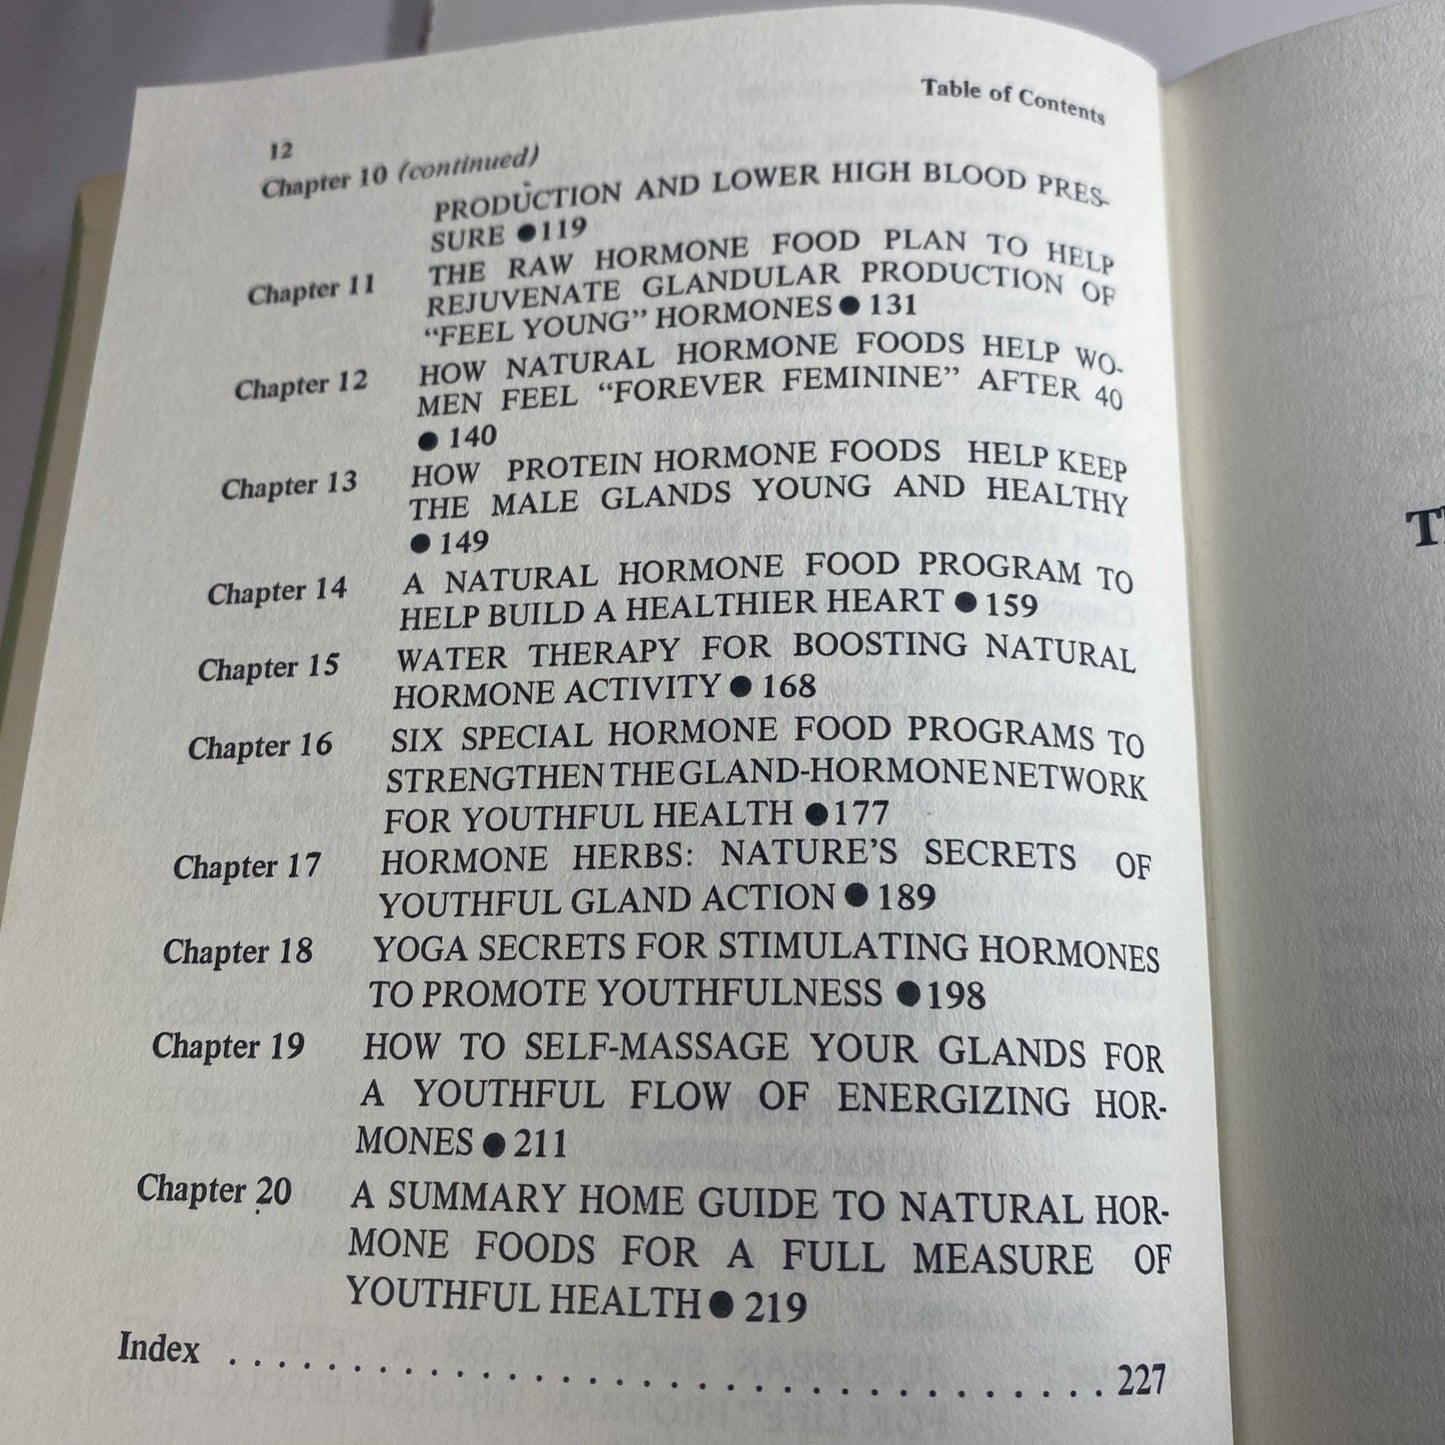 Table of Contents
12
Chapter 10 (continued)
PRODUCTION AND LOWER HIGH BLOOD PRES-
SURE ●119
Chapter 11 THE RAW HORMONE FOOD PLAN TO HELP
REJUVENATE GLANDULAR PRODUCTION OF
“FEEL YOUNG” HORMONES ● 131
Chapter 12 HOW NATURAL HORMONE FOODS HELP WO-
MEN FEEL “FOREVER FEMININE” AFTER 40
● 140
Chapter 13 HOW PROTEIN HORMONE FOODS HELP KEEP
THE MALE GLANDS YOUNG AND HEALTHY
● 149
Chapter 14 A NATURAL HORMONE FOOD PROGRAM TO
HELP BUILD A HEALTHIER HEART ● 159
Chapter 15 WATER THERAPY FOR BOOSTING NATURAL
HORMONE ACTIVITY ● 168
Chapter 16 SIX SPECIAL HORMONE FOOD PROGRAMS TO
STRENGTHEN THE GLAND-HORMONE NETWORK
FOR YOUTHFUL HEALTH ●177
Chapter 17 HORMONE HERBS: NATURE’S SECRETS OF
YOUTHFUL GLAND ACTION ● 189
Chapter 18 YOGA SECRETS FOR STIMULATING HORMONES
TO PROMOTE YOUTHFULNESS ●198
Chapter 19 HOW TO SELF-MASSAGE YOUR GLANDS FOR
A YOUTHFUL FLOW OF ENERGIZING HOR-
MONES ● 211
Chapter 20 A SUMMARY HOME GUIDE TO NATURAL HOR-
MONE FOODS FOR A FULL MEASURE OF
YOUTHFUL HEALTH ● 219
Index . . . . . . . . . . . . . . . . . . . . . . . . . . . . . . . . . . . . 227